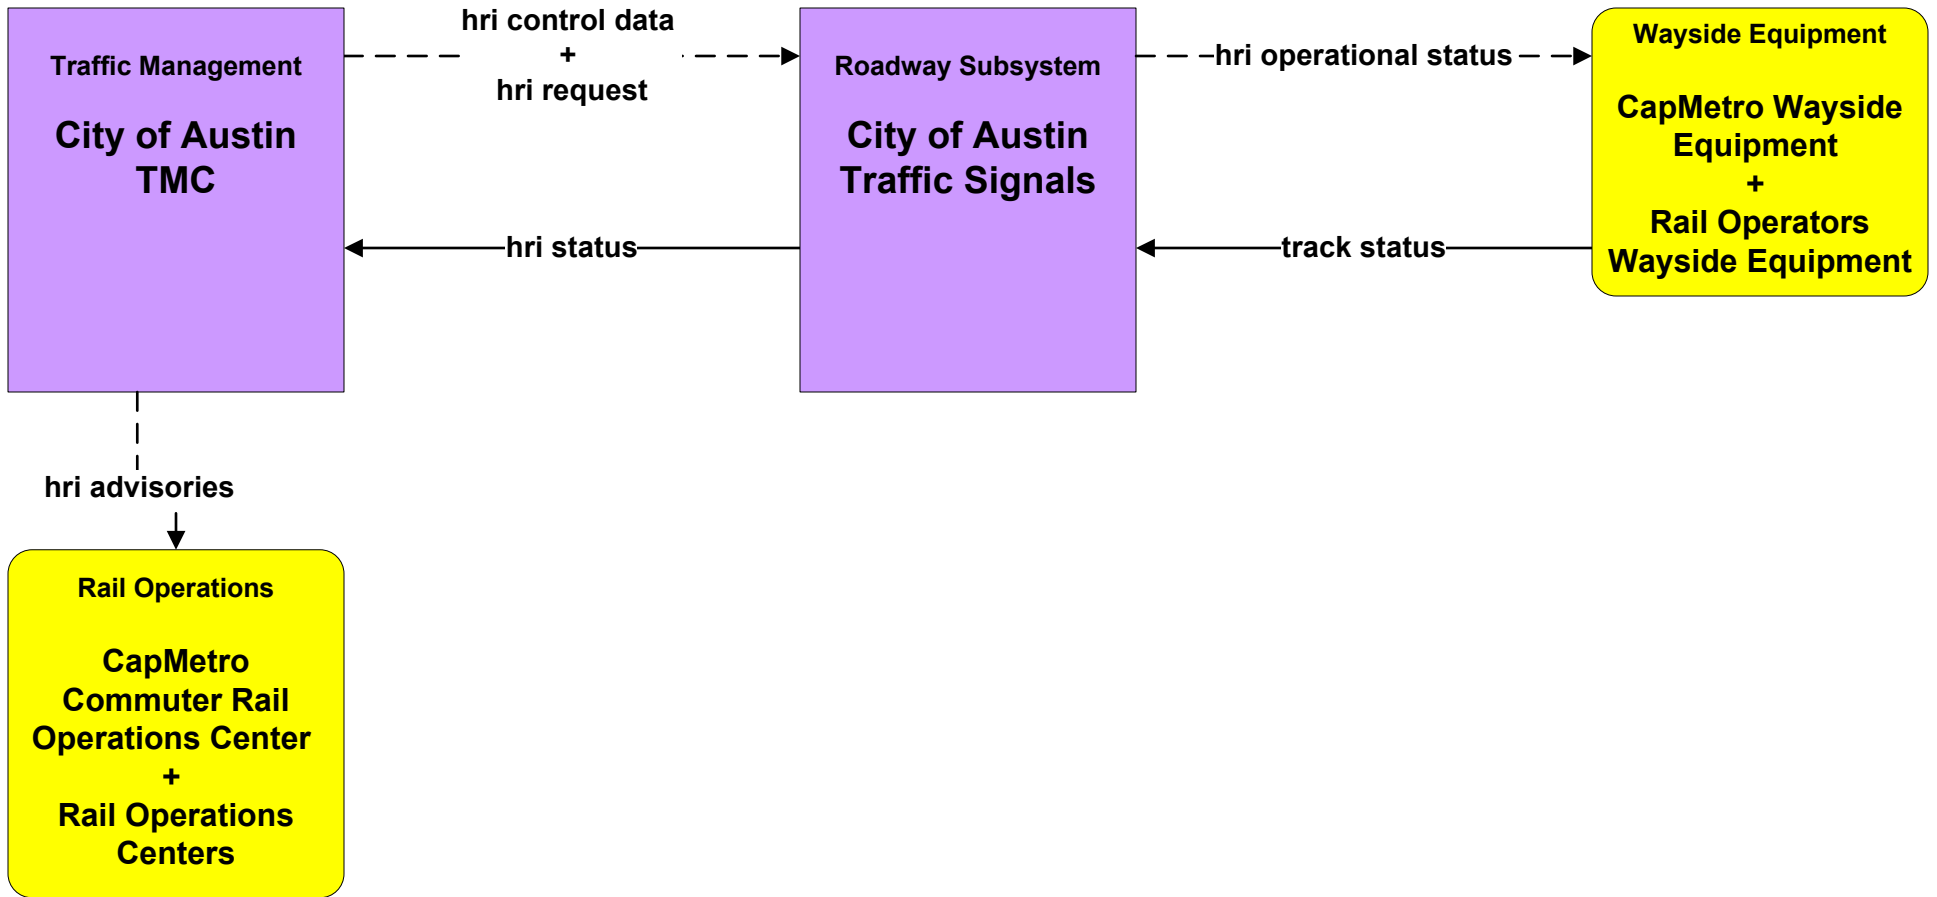 Traffic Management
City of Austin
TMC
hri control data
+
hri request
hri status
Roadway Subsystem
City of Austin
Traffic Signals
hri operational status
track status
Wayside Equipment
CapMetro Wayside
Equipment
+
Rail Operators
Wayside Equipment
hri advisories
Rail Operations
CapMetro
Commuter Rail
Operations Center
+
Rail Operations
Centers